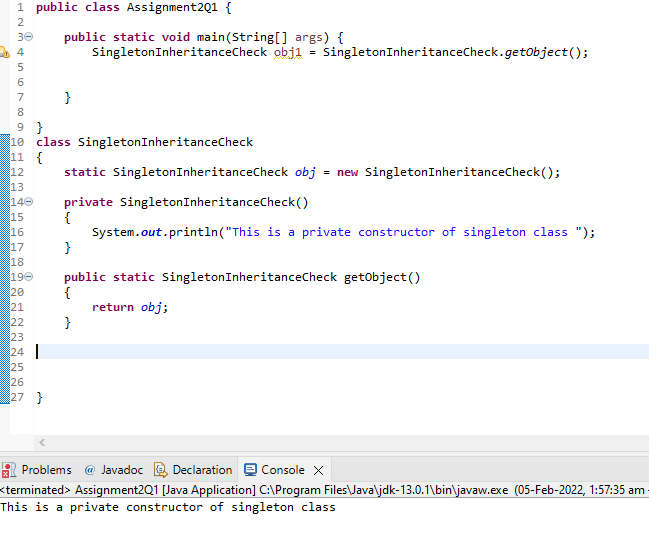 1 public class Assignment2Q1 {
2
3 public static void main(String[] args) {
4 SingletonInheritanceCheck obj1 = SingletonInheritanceCheck.getObject();
5
6
7 }
8
9 }
10 class SingletonInheritanceCheck
11 {
12 static SingletonInheritanceCheck obj = new SingletonInheritanceCheck();
13
14 private SingletonInheritanceCheck()
15 {
16 System.out.println("This is a private constructor of singleton class ");
17 }
18
19 public static SingletonInheritanceCheck getObject()
20 {
21 return obj;
22 }
23
24
25
26
27 }
Problems @ Javadoc Declaration Console
<terminated> Assignment2Q1 [Java Application] C:\Program Files\Java\jdk-13.0.1\bin\javaw.exe (05-Feb-2022, 1:57:35 am
This is a private constructor of singleton class